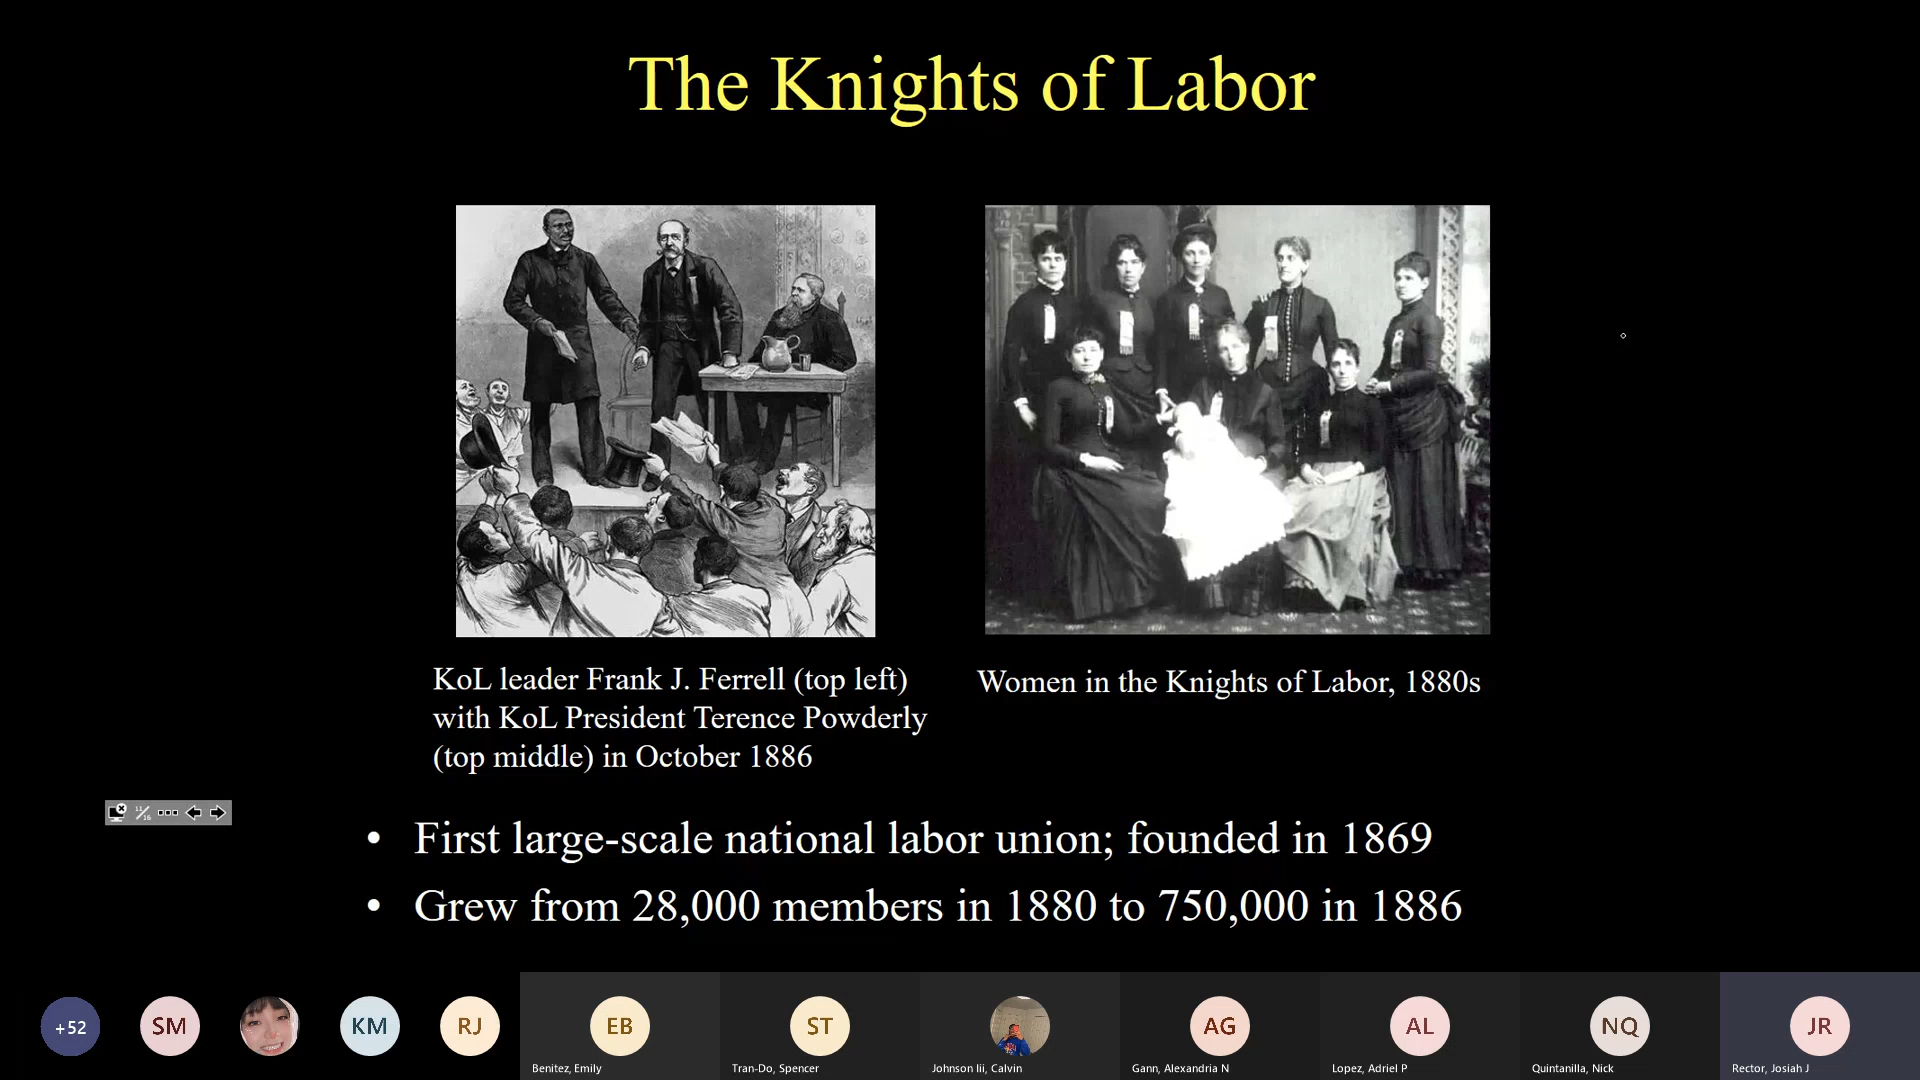 The Knights of Labor
KoL leader Frank J. Ferrell (top left)
with KoL President Terence Powderly
(top middle) in October 1886
Women in the Knights of Labor, 1880s
11/16
• First large-scale national labor union; founded in 1869
• Grew from 28,000 members in 1880 to 750,000 in 1886
+52
SM
KM
RJ
EB
ST
AG
AL
NQ
JR
Benitez, Emily
Tran-Do, Spencer
Johnson Iii, Calvin
Gann, Alexandria N
Lopez, Adriel P
Quintanilla, Nick
Rector, Josiah J